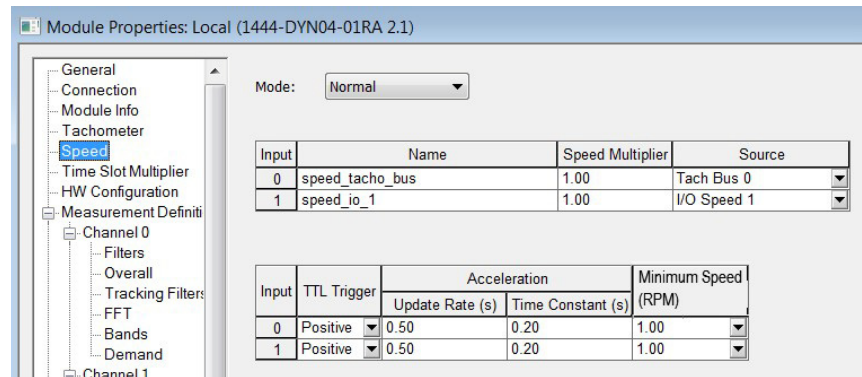 Module Properties: Local (1444-DYN04-01RA 2.1)
General
Connection
Module Info
Tachometer
Speed
Time Slot Multiplier
HW Configuration
Measurement Definiti
Channel 0
Filters
Overall
Tracking Filters
FFT
Bands
Demand
Channel 1
Mode: Normal
Input Name Speed Multiplier Source
0 speed_tacho_bus 1.00 Tach Bus 0
1 speed_io_1 1.00 I/O Speed 1
Input TTL Trigger Acceleration Minimum Speed (RPM)
Update Rate (s) Time Constant (s)
0 Positive 0.50 0.20 1.00
1 Positive 0.50 0.20 1.00